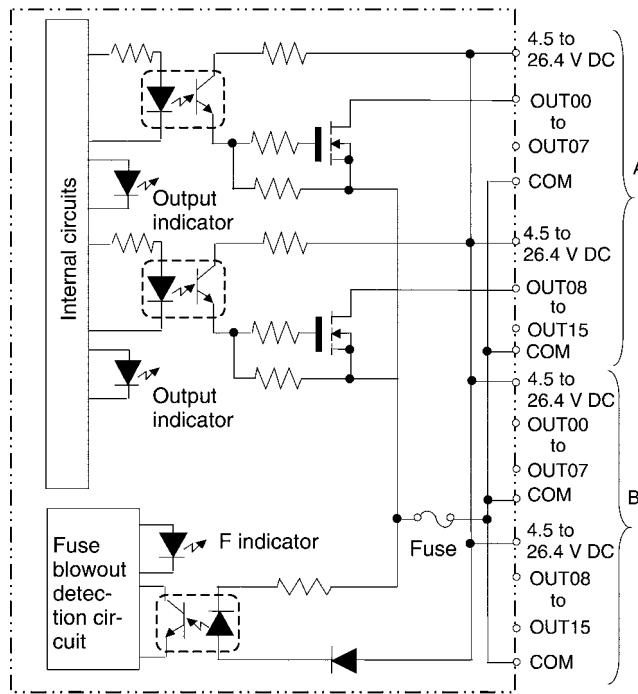 Internal circuits
Output
indicator
Output
indicator
Fuse
blowout
detec-
tion cir-
cuit
F indicator
Fuse
4.5 to
26.4 V DC
OUT00
to
OUT07
COM
4.5 to
26.4 V DC
OUT08
to
OUT15
COM
A
4.5 to
26.4 V DC
OUT00
to
OUT07
COM
4.5 to
26.4 V DC
OUT08
to
OUT15
COM
B